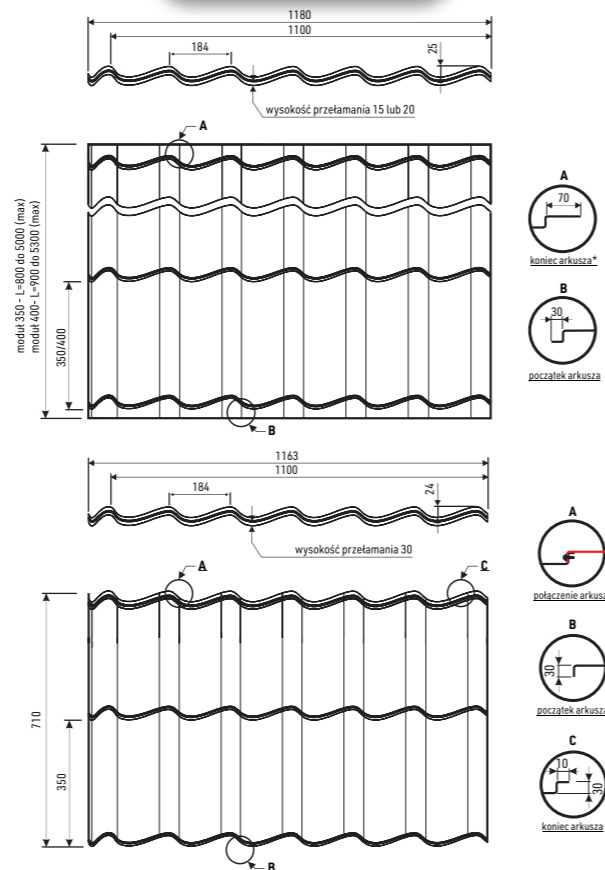 1180
1100
184
25
wysokość przełamania 15 lub 20
A
moduł 350 - L=800 do 5000 (max)
moduł 400- L=900 do 5300 (max)
350/400
B
A
70
koniec arkusza*
B
30
początek arkusza
1163
1100
184
24
wysokość przełamania 30
A
C
710
350
B
A
połączenie arkusza
B
30
początek arkusza
C
10
30
koniec arkusza